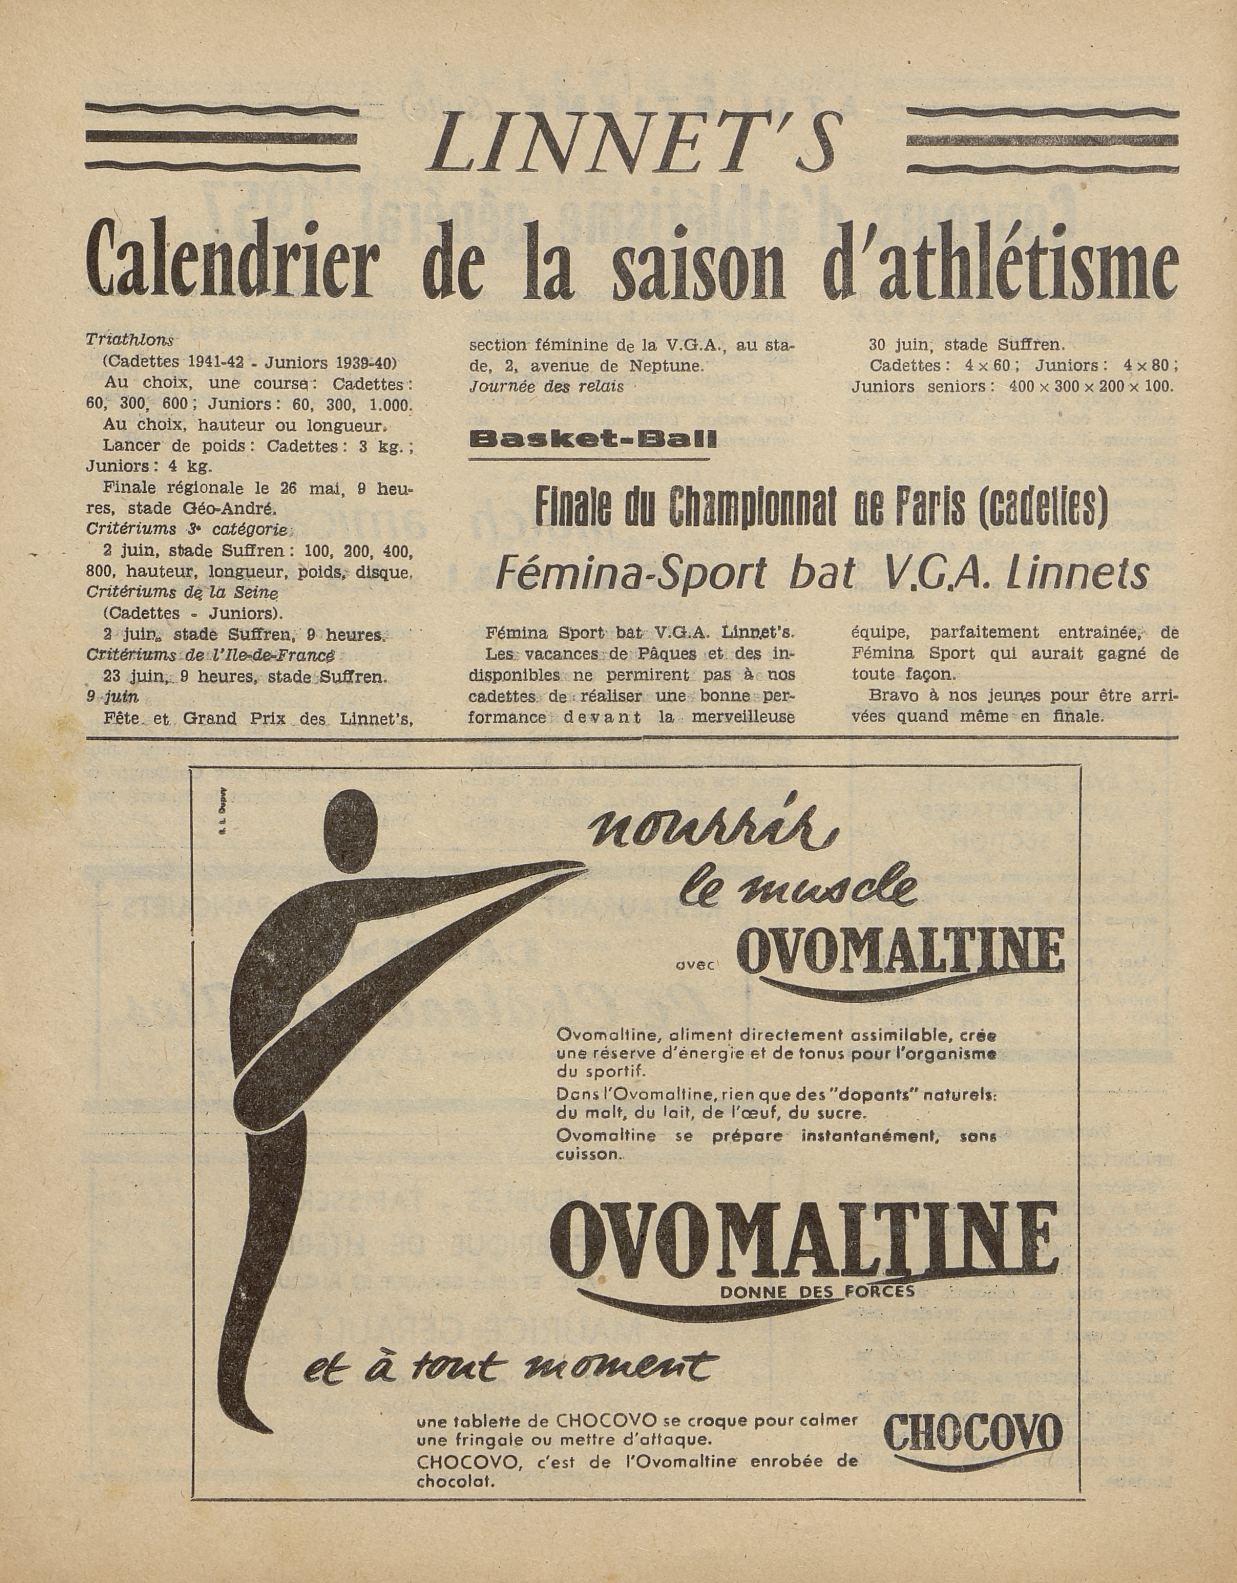 LINNET'S
Calendrier de la saison d'athlétisme
Triathlons
(Cadettes 1941-42 - Juniors 1939-40)
Au choix, une course : Cadettes :
60, 300, 600 ; Juniors : 60, 300, 1.000.
Au choix, hauteur ou longueur.
Lancer de poids : Cadettes : 3 kg. ;
Juniors : 4 kg.
Finale régionale le 26 mai, 9 heu-
res, stade Géo-André.
Critériums 3e catégorie
2 juin, stade Suffren : 100, 200, 400,
800, hauteur, longueur, poids, disque.
Critériums de la Seine
(Cadettes - Juniors).
2 juin, stade Suffren, 9 heures.
Critériums de l'Ile-de-France
23 juin, 9 heures, stade Suffren.
9 juin
Fête et Grand Prix des Linnet's,
section féminine de la V.G.A., au sta-
de, 2, avenue de Neptune.
Journée des relais
30 juin, stade Suffren.
Cadettes : 4 x 60 ; Juniors : 4 x 80 ;
Juniors seniors : 400 x 300 x 200 x 100.
Basket-Ball
Finale du Championnat de Paris (cadettes)
Fémina-Sport bat V.G.A. Linnets
Fémina Sport bat V.G.A. Linnet's.
Les vacances de Pâques et des in-
disponibles ne permirent pas à nos
cadettes de réaliser une bonne per-
formance devant la merveilleuse
équipe, parfaitement entraînée, de
Fémina Sport qui aurait gagné de
toute façon.
Bravo à nos jeunes pour être arri-
vées quand même en finale.
R. L. Dupuy
nourrir
le muscle
avec OVOMALTINE
Ovomaltine, aliment directement assimilable, crée
une réserve d'énergie et de tonus pour l'organisme
du sportif.
Dans l'Ovomaltine, rien que des "dopants" naturels:
du malt, du lait, de l'œuf, du sucre.
Ovomaltine se prépare instantanément, sans
cuisson.
OVOMALTINE
DONNE DES FORCES
et à tout moment
une tablette de CHOCOVO se croque pour calmer
une fringale ou mettre d'attaque.
CHOCOVO, c'est de l'Ovomaltine enrobée de
chocolat.
CHOCOVO